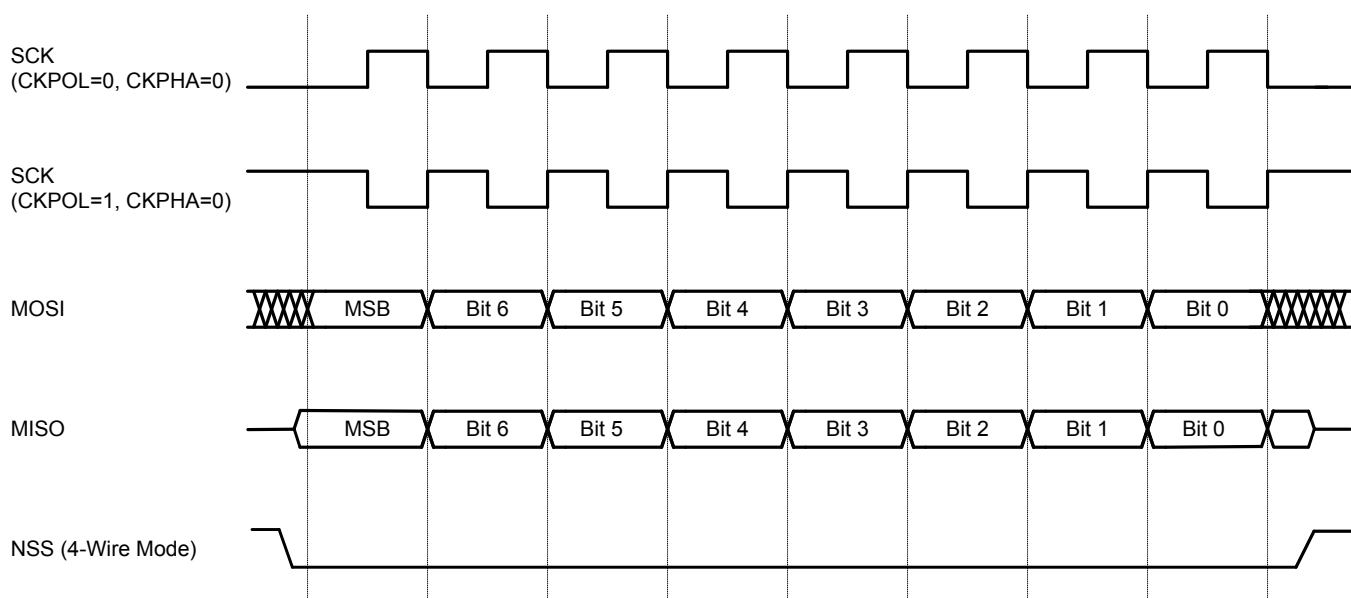 SCK
(CKPOL=0, CKPHA=0)
SCK
(CKPOL=1, CKPHA=0)
MOSI MSB Bit 6 Bit 5 Bit 4 Bit 3 Bit 2 Bit 1 Bit 0
MISO MSB Bit 6 Bit 5 Bit 4 Bit 3 Bit 2 Bit 1 Bit 0
NSS (4-Wire Mode)